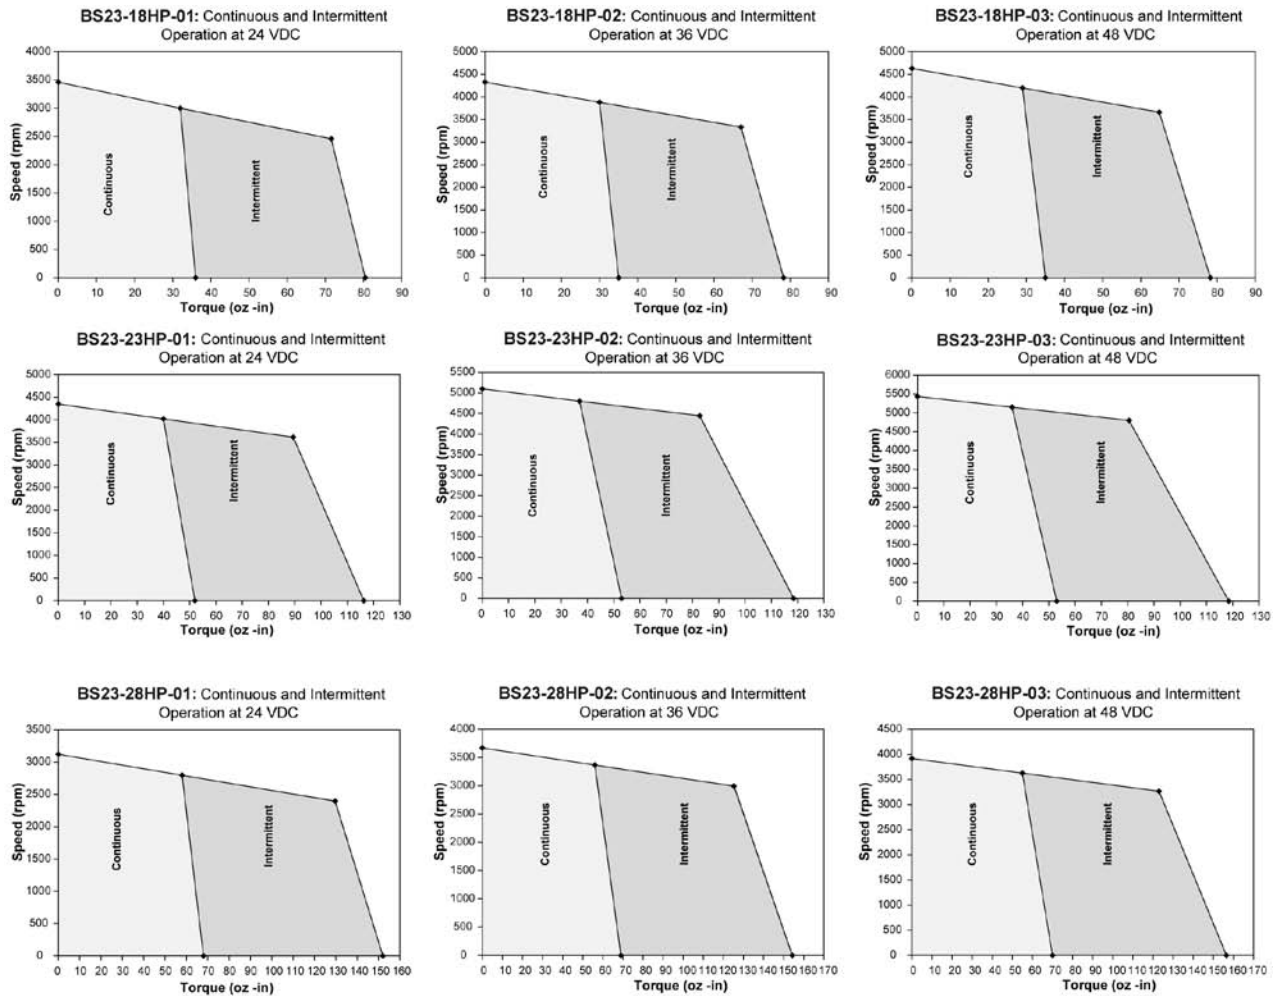 BS23-18HP-01: Continuous and Intermittent
Operation at 24 VDC
4000
3500
3000
2500
2000
1500
1000
500
0
Speed (rpm)
Continuous
Intermittent
0 10 20 30 40 50 60 70 80 90
Torque (oz -in)
BS23-18HP-02: Continuous and Intermittent
Operation at 36 VDC
5000
4500
4000
3500
3000
2500
2000
1500
1000
500
0
Speed (rpm)
Continuous
Intermittent
0 10 20 30 40 50 60 70 80 90
Torque (oz -in)
BS23-18HP-03: Continuous and Intermittent
Operation at 48 VDC
5000
4500
4000
3500
3000
2500
2000
1500
1000
500
0
Speed (rpm)
Continuous
Intermittent
0 10 20 30 40 50 60 70 80 90
Torque (oz -in)
BS23-23HP-01: Continuous and Intermittent
Operation at 24 VDC
5000
4500
4000
3500
3000
2500
2000
1500
1000
500
0
Speed (rpm)
Continuous
Intermittent
0 10 20 30 40 50 60 70 80 90 100 110 120 130
Torque (oz -in)
BS23-23HP-02: Continuous and Intermittent
Operation at 36 VDC
5500
5000
4500
4000
3500
3000
2500
2000
1500
1000
500
0
Speed (rpm)
Continuous
Intermittent
0 10 20 30 40 50 60 70 80 90 100 110 120 130
Torque (oz -in)
BS23-23HP-03: Continuous and Intermittent
Operation at 48 VDC
6000
5500
5000
4500
4000
3500
3000
2500
2000
1500
1000
500
0
Speed (rpm)
Continuous
Intermittent
0 10 20 30 40 50 60 70 80 90 100 110 120 130
Torque (oz -in)
BS23-28HP-01: Continuous and Intermittent
Operation at 24 VDC
3500
3000
2500
2000
1500
1000
500
0
Speed (rpm)
Continuous
Intermittent
0 10 20 30 40 50 60 70 80 90 100 110 120 130 140 150 160
Torque (oz -in)
BS23-28HP-02: Continuous and Intermittent
Operation at 36 VDC
4000
3500
3000
2500
2000
1500
1000
500
0
Speed (rpm)
Continuous
Intermittent
0 10 20 30 40 50 60 70 80 90 100 110 120 130 140 150 160 170
Torque (oz -in)
BS23-28HP-03: Continuous and Intermittent
Operation at 48 VDC
4500
4000
3500
3000
2500
2000
1500
1000
500
0
Speed (rpm)
Continuous
Intermittent
0 10 20 30 40 50 60 70 80 90 100 110 120 130 140 150 160 170
Torque (oz -in)